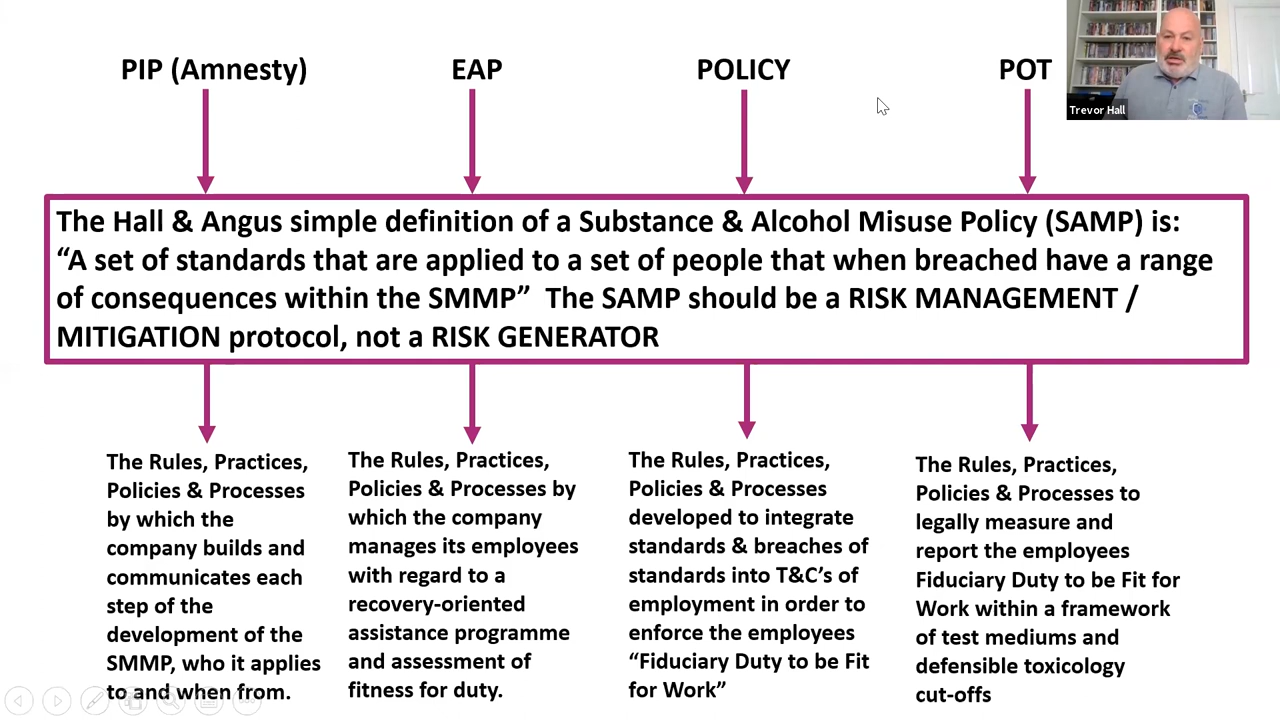 PIP (Amnesty)
EAP
POLICY
POT
Trevor Hall
The Hall & Angus simple definition of a Substance & Alcohol Misuse Policy (SAMP) is:
“A set of standards that are applied to a set of people that when breached have a range
of consequences within the SMMP”  The SAMP should be a RISK MANAGEMENT /
MITIGATION protocol, not a RISK GENERATOR
The Rules, Practices,
Policies & Processes
by which the
company builds and
communicates each
step of the
development of the
SMMP, who it applies
to and when from.
The Rules, Practices,
Policies & Processes by
which the company
manages its employees
with regard to a
recovery-oriented
assistance programme
and assessment of
fitness for duty.
The Rules, Practices,
Policies & Processes
developed to integrate
standards & breaches of
standards into T&C’s of
employment in order to
enforce the employees
“Fiduciary Duty to be Fit
for Work”
The Rules, Practices,
Policies & Processes to
legally measure and
report the employees
Fiduciary Duty to be Fit for
Work within a framework
of test mediums and
defensible toxicology
cut-offs